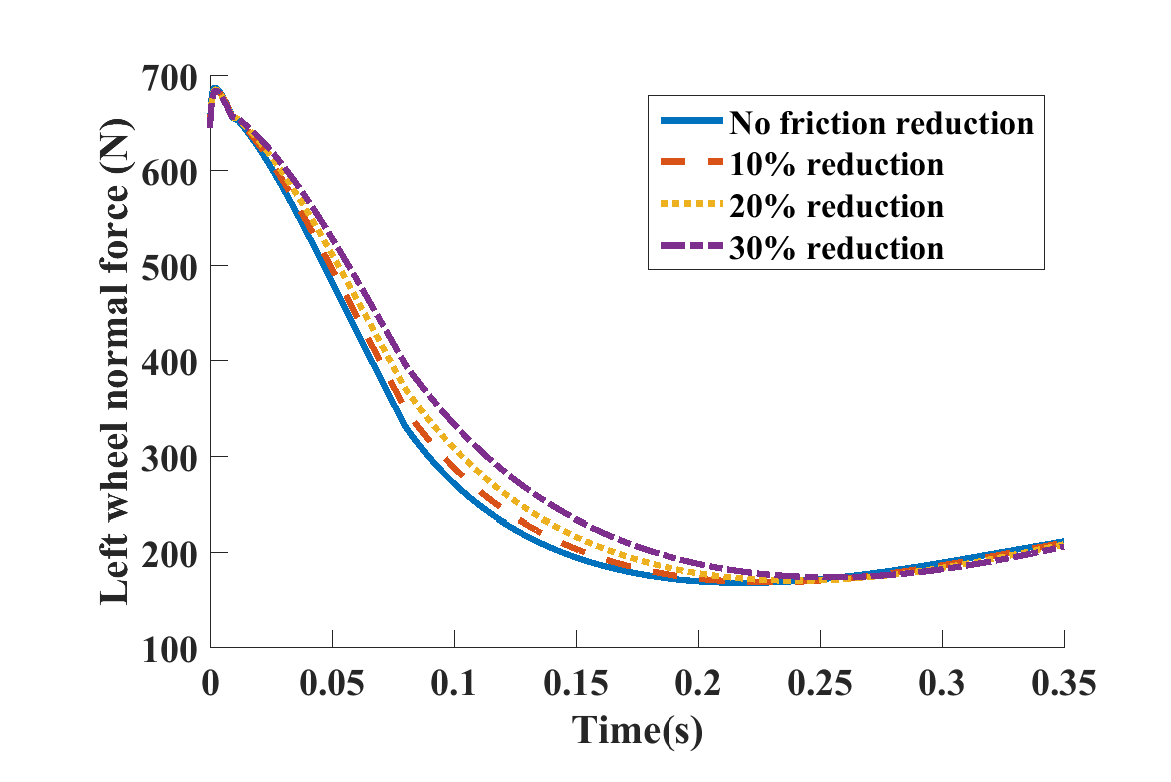 Left wheel normal force (N)
700
600
500
400
300
200
100
No friction reduction
10% reduction
20% reduction
30% reduction
0 0.05 0.1 0.15 0.2 0.25 0.3 0.35
Time(s)